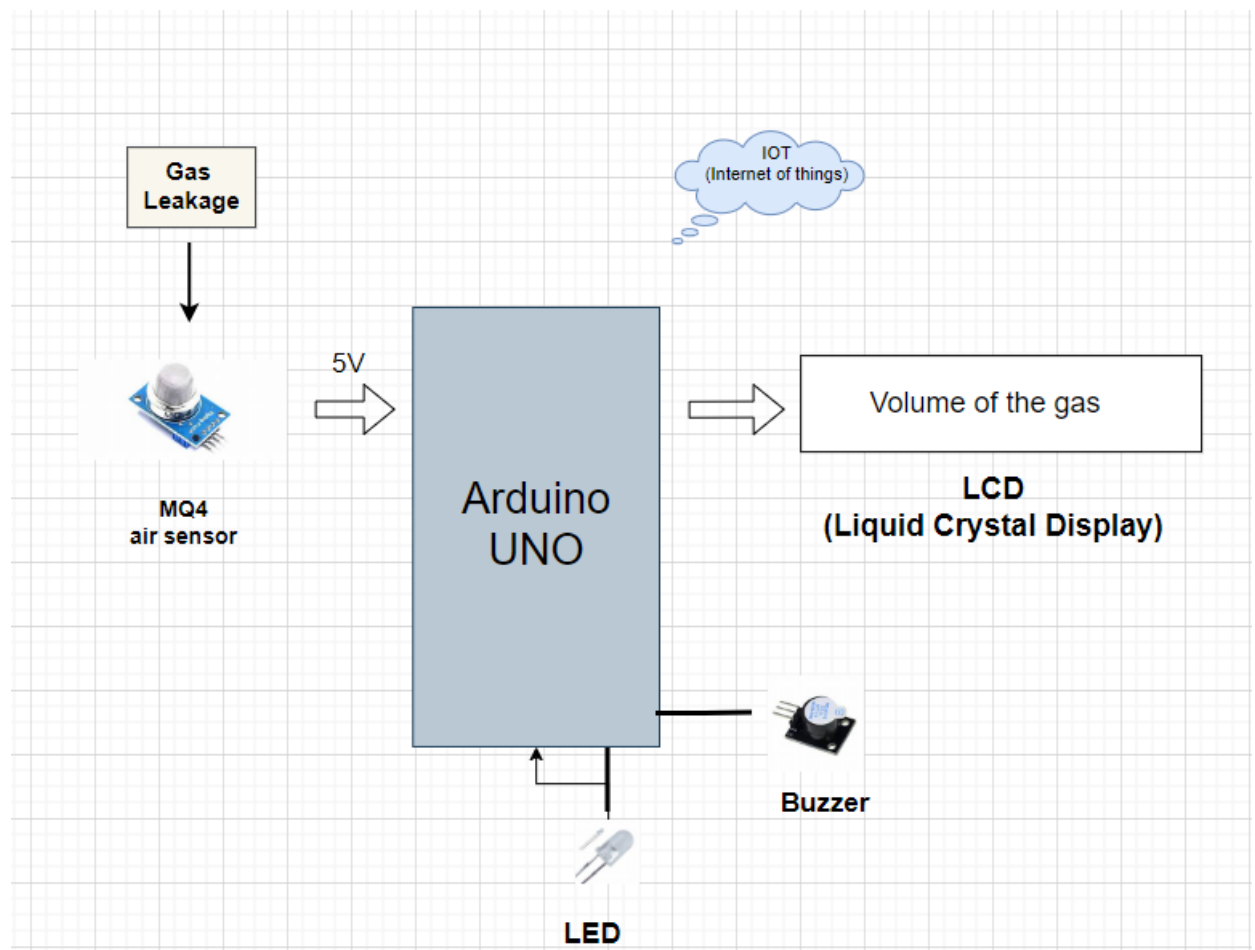 Gas
Leakage
IOT
(Internet of things)
5V
Volume of the gas
MQ4
air sensor
Arduino
UNO
LCD
(Liquid Crystal Display)
Buzzer
LED